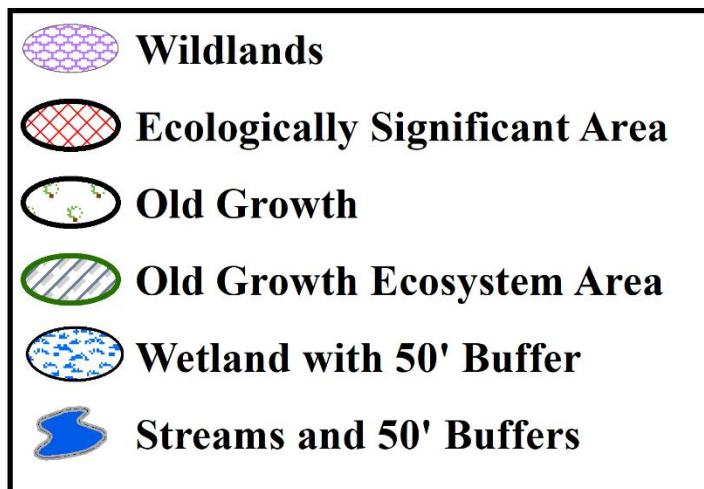 Wildlands
Ecologically Significant Area
Old Growth
Old Growth Ecosystem Area
Wetland with 50' Buffer
Streams and 50' Buffers